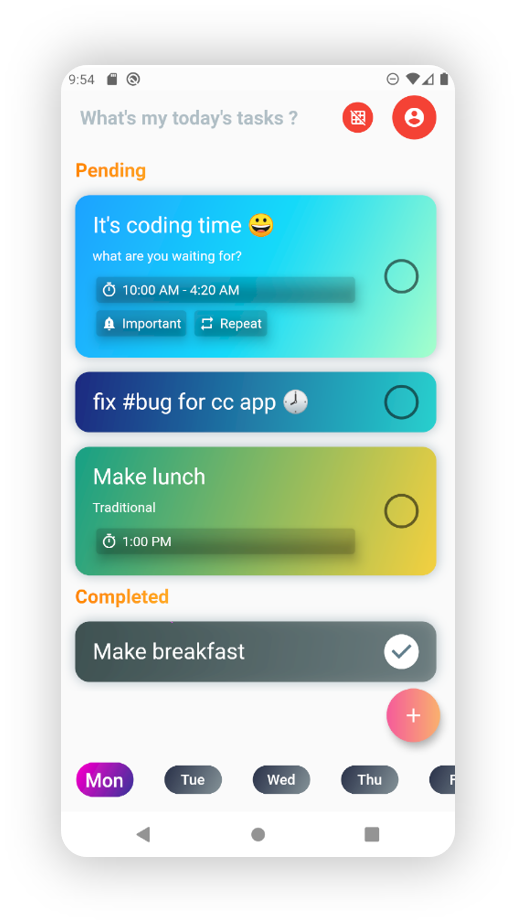 9:54
What's my today's tasks ?
Pending
It's coding time 😀
what are you waiting for?
10:00 AM - 4:20 AM
Important Repeat
fix #bug for cc app 🕗
Make lunch
Traditional
1:00 PM
Completed
Make breakfast
+
Mon Tue Wed Thu F